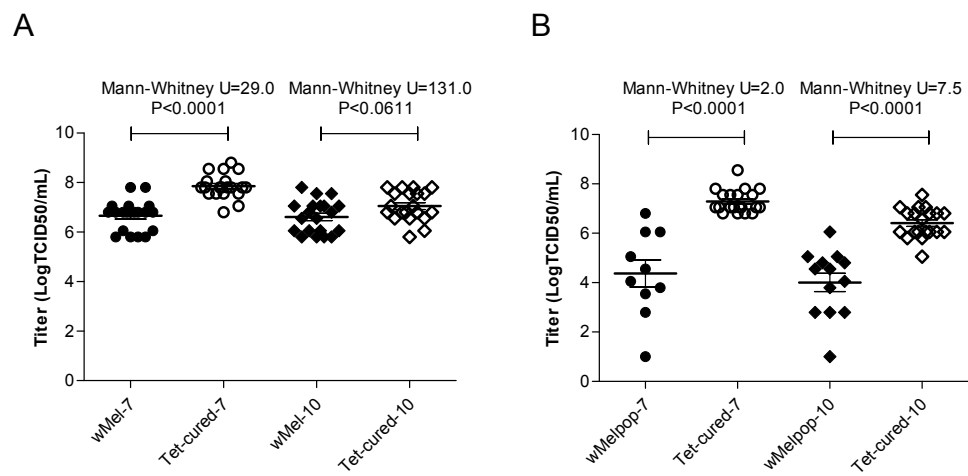 A
Mann-Whitney U=29.0
P<0.0001
Mann-Whitney U=131.0
P<0.0611
Titer (LogTCID50/mL)
10
8
6
4
2
0
wMel-7
Tet-cured-7
wMel-10
Tet-cured-10
B
Mann-Whitney U=2.0
P<0.0001
Mann-Whitney U=7.5
P<0.0001
Titer (LogTCID50/mL)
10
8
6
4
2
0
wMelpop-7
Tet-cured-7
wMelpop-10
Tet-cured-10